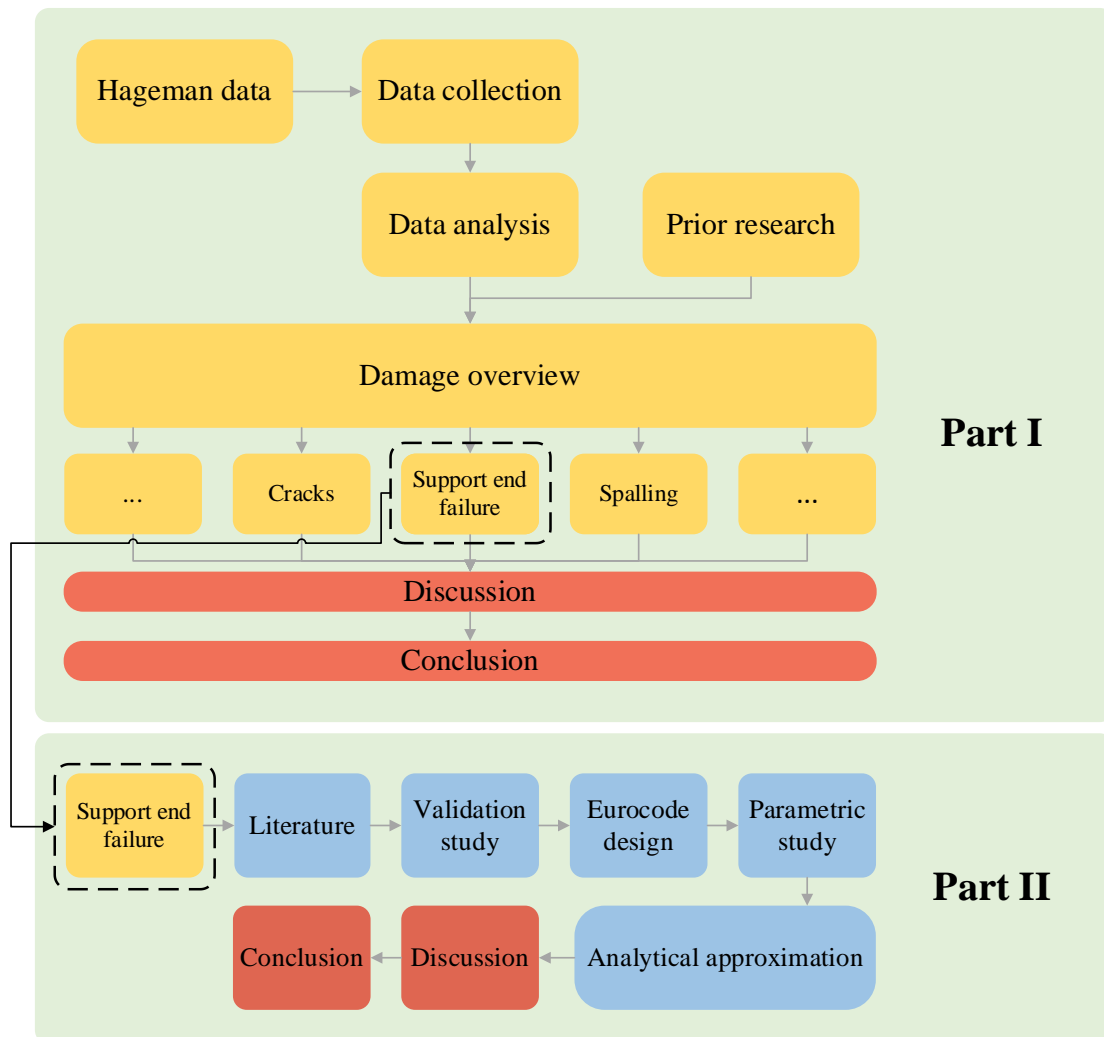 Hageman data
Data collection
Data analysis
Prior research
Damage overview
Part I
...
Cracks
Support end
failure
Spalling
...
Discussion
Conclusion
Support end
failure
Literature
Validation
study
Eurocode
design
Parametric
study
Part II
Conclusion
Discussion
Analytical approximation